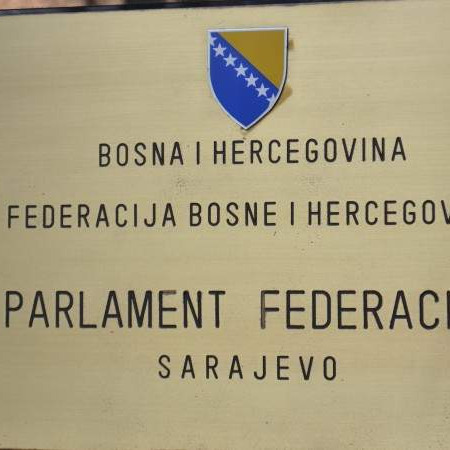 BOSNA I HERCEGOVINA
FEDERACIJA BOSNE I HERCEGOV
PARLAMENT FEDERACI
SARAJEVO